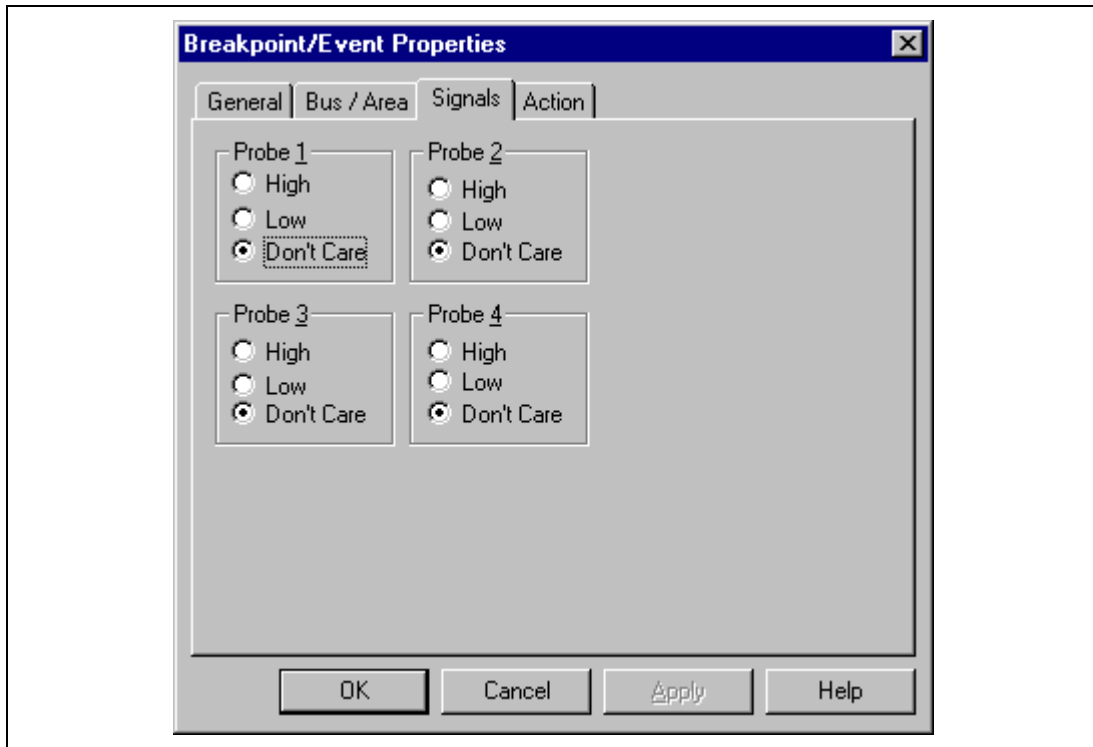 Breakpoint/Event Properties
General Bus / Area Signals Action
Probe 1 Probe 2
High High
Low Low
Don't Care Don't Care
Probe 3 Probe 4
High High
Low Low
Don't Care Don't Care
OK Cancel Apply Help